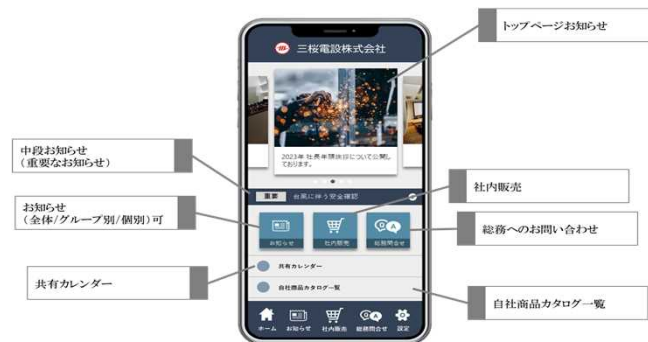 トップページお知らせ
三桜電設株式会社
2023年 社長年頭挨拶について公開し
ております。
中段お知らせ
(重要なお知らせ)
重要
台風に伴う安全確認
社内販売
お知らせ
(全体/グループ別/個別)可
お知らせ
社内販売
総務問合せ
総務へのお問い合わせ
共有カレンダー
共有カレンダー
自社商品カタログ一覧
自社商品カタログ一覧
ホーム
お知らせ
社内販売
総務問合せ
設定